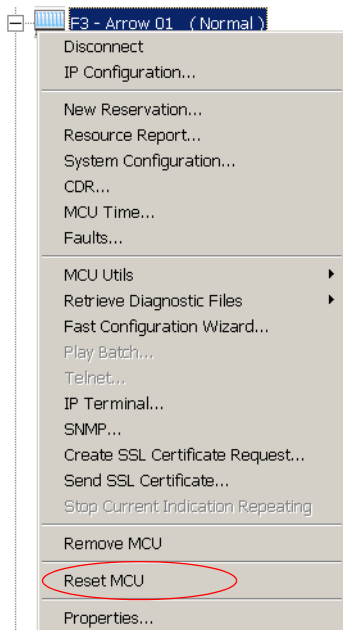 F3 - Arrow 01 (Normal)
Disconnect
IP Configuration...
New Reservation...
Resource Report...
System Configuration...
CDR...
MCU Time...
Faults...
MCU Utils
Retrieve Diagnostic Files
Fast Configuration Wizard...
Play Batch...
Telnet...
IP Terminal...
SNMP...
Create SSL Certificate Request...
Send SSL Certificate...
Stop Current Indication Repeating
Remove MCU
Reset MCU
Properties...